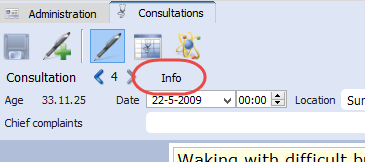 Administration Consultations
Consultation 4 Info
Age 33.11.25 Date 22-5-2009 00:00 Location
Chief complaints
Waking with difficult